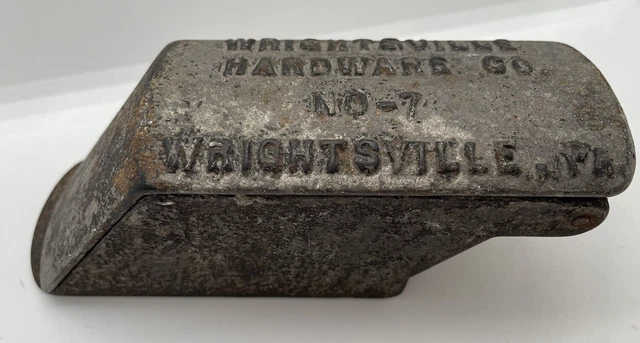 WRIGHTSVILLE
HARDWARE CO.
NO-7
WRIGHTSVILLE, PA